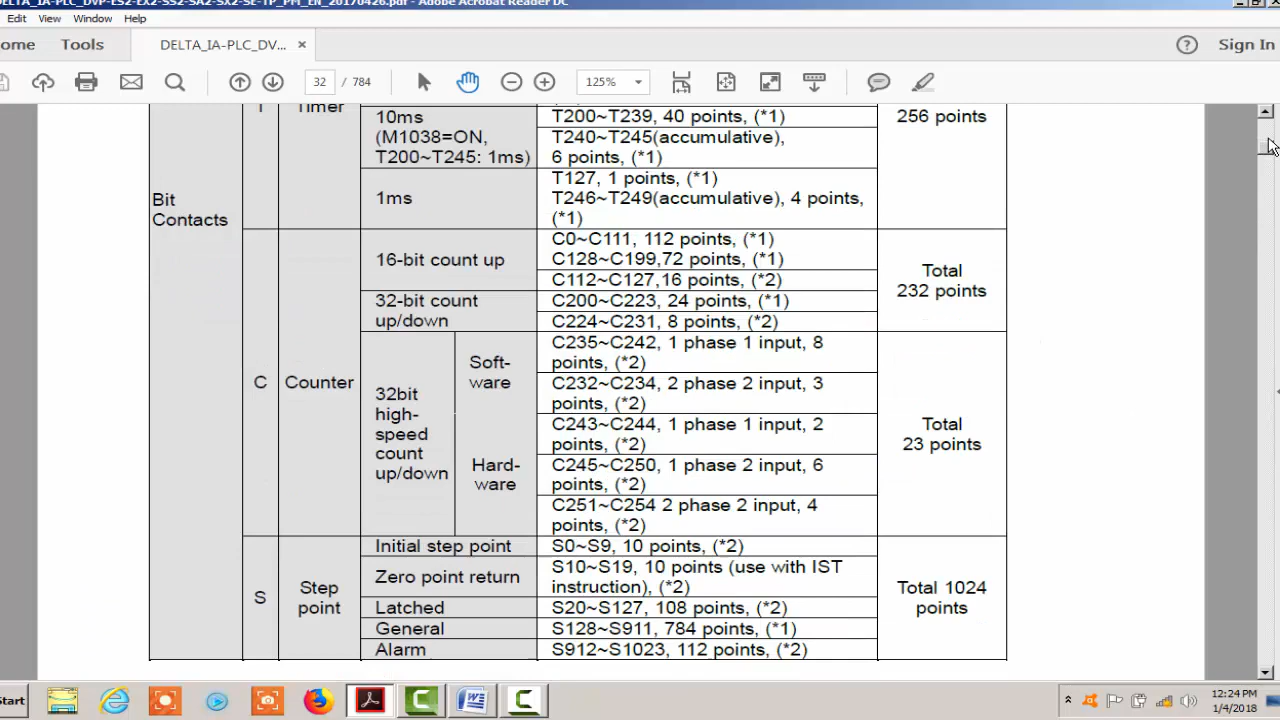 DELTA_IA-PLC_DVP-ES2-EX2-SS2-SA2-SX2-SE-TP_PM_EN_20170426.pdf - Adobe Acrobat Reader DC
Edit View Window Help
ome Tools DELTA_IA-PLC_DV... × Sign In
32 / 784 125%
Timer
10ms
(M1038=ON,
T200~T245: 1ms)
T200~T239, 40 points, (*1)
T240~T245(accumulative),
6 points, (*1)
256 points
1ms
T127, 1 points, (*1)
T246~T249(accumulative), 4 points,
(*1)
Bit
Contacts
C Counter
16-bit count up
C0~C111, 112 points, (*1)
C128~C199,72 points, (*1)
C112~C127,16 points, (*2)
Total
232 points
32-bit count
up/down
C200~C223, 24 points, (*1)
C224~C231, 8 points, (*2)
32bit
high-
speed
count
up/down
Soft-
ware
C235~C242, 1 phase 1 input, 8
points, (*2)
C232~C234, 2 phase 2 input, 3
points, (*2)
Hard-
ware
C243~C244, 1 phase 1 input, 2
points, (*2)
C245~C250, 1 phase 2 input, 6
points, (*2)
C251~C254 2 phase 2 input, 4
points, (*2)
Total
23 points
S
Step
point
Initial step point S0~S9, 10 points, (*2)
Zero point return
S10~S19, 10 points (use with IST
instruction), (*2)
Latched S20~S127, 108 points, (*2)
General S128~S911, 784 points, (*1)
Alarm S912~S1023, 112 points, (*2)
Total 1024
points
Start
12:24 PM
1/4/2018